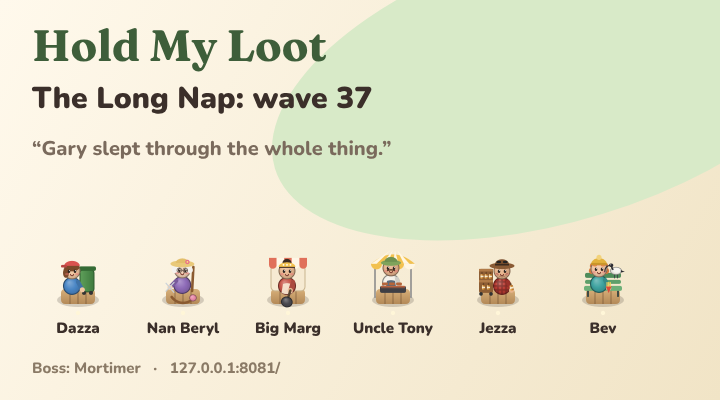 Hold My Loot
The Long Nap: wave 37
“Gary slept through the whole thing.”
Dazza Nan Beryl Big Marg Uncle Tony Jezza Bev
Boss: Mortimer · 127.0.0.1:8081/